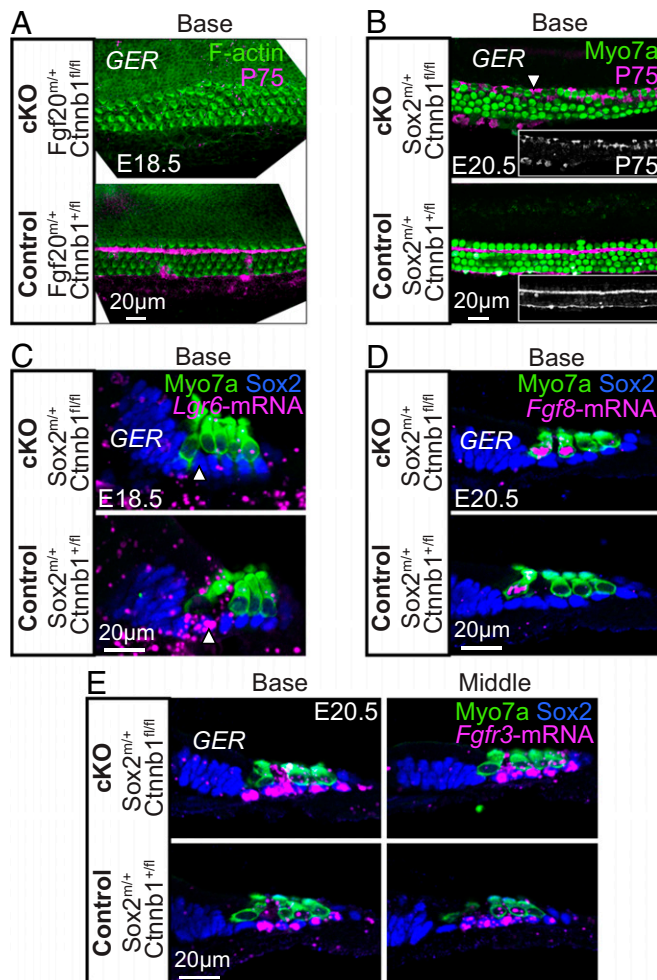 A
Base
cKO
Fgf20m/+
Ctnnb1fl/fl
GER
F-actin
P75
E18.5
Control
Fgf20m/+
Ctnnb1+/fl
20µm
B
Base
cKO
Sox2m/+
Ctnnb1fl/fl
GER
Myo7a
P75
E20.5
P75
Control
Sox2m/+
Ctnnb1+/fl
20µm
C
Base
cKO
Sox2m/+
Ctnnb1fl/fl
Myo7a Sox2
Lgr6-mRNA
GER
E18.5
Control
Sox2m/+
Ctnnb1+/fl
20µm
D
Base
cKO
Sox2m/+
Ctnnb1fl/fl
Myo7a Sox2
Fgf8-mRNA
GER
E20.5
Control
Sox2m/+
Ctnnb1+/fl
20µm
E
Base
Middle
cKO
Sox2m/+
Ctnnb1fl/fl
E20.5
GER
Myo7a Sox2
Fgfr3-mRNA
Control
Sox2m/+
Ctnnb1+/fl
20µm